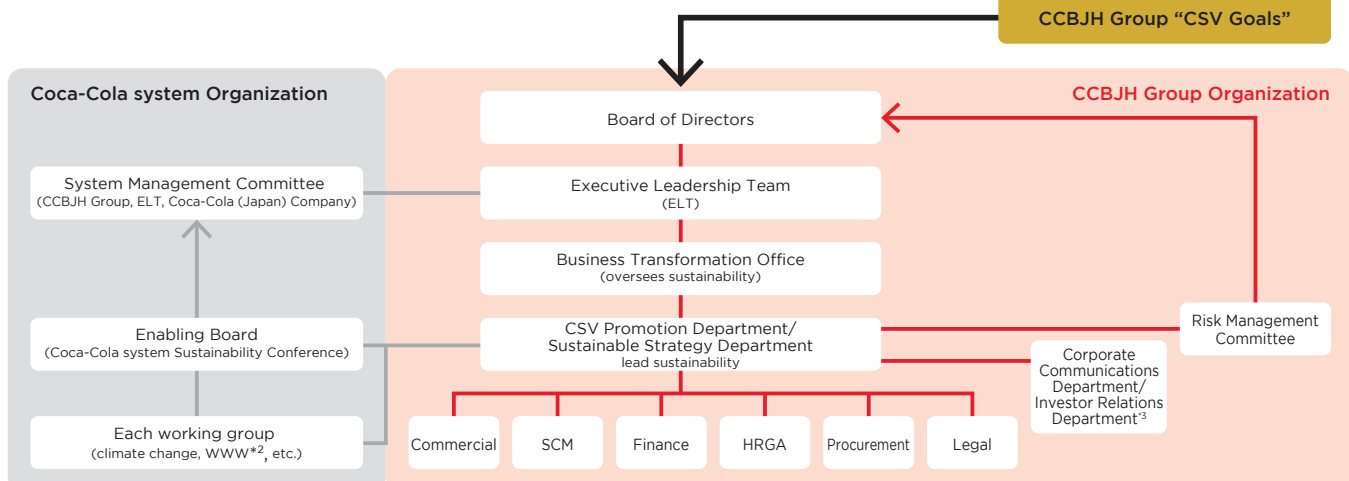 CCBJH Group “CSV Goals”
Coca-Cola system Organization
CCBJH Group Organization
Board of Directors
System Management Committee
(CCBJH Group, ELT, Coca-Cola (Japan) Company)
Executive Leadership Team
(ELT)
Business Transformation Office
(oversees sustainability)
Enabling Board
(Coca-Cola system Sustainability Conference)
CSV Promotion Department/
Sustainable Strategy Department
lead sustainability
Risk Management
Committee
Corporate
Communications
Department/
Investor Relations
Department*3
Each working group
(climate change, WWW*2, etc.)
Commercial
SCM
Finance
HRGA
Procurement
Legal